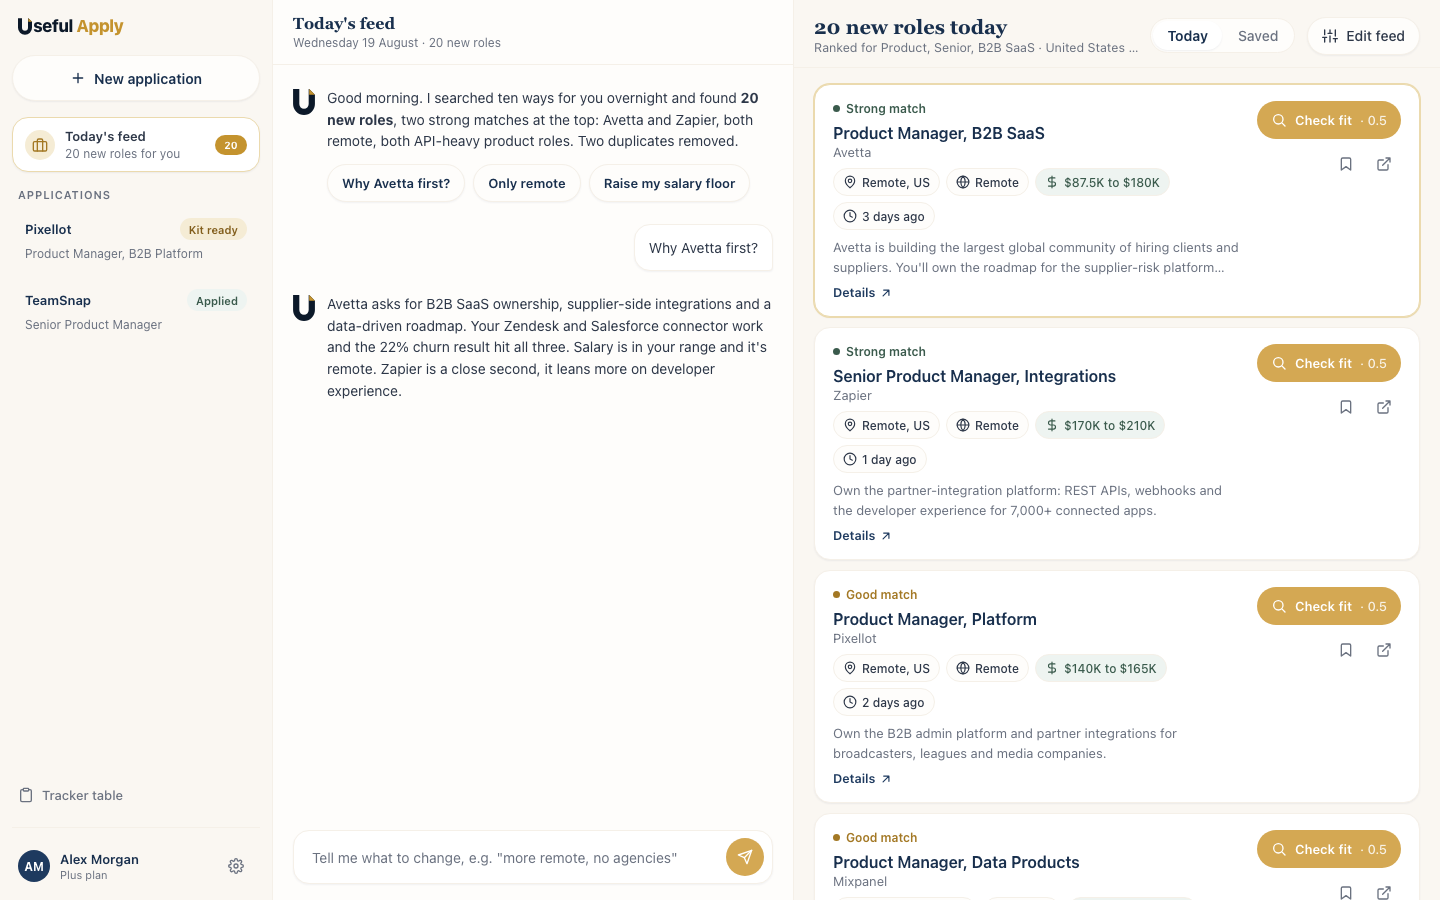 Useful Apply
New application
Today's feed
20 new roles for you
20
APPLICATIONS
Pixellot
Kit ready
Product Manager, B2B Platform
TeamSnap
Applied
Senior Product Manager
Tracker table
AM
Alex Morgan
Plus plan
Today's feed
Wednesday 19 August · 20 new roles
Good morning. I searched ten ways for you overnight and found 20
new roles, two strong matches at the top: Avetta and Zapier, both
remote, both API-heavy product roles. Two duplicates removed.
Why Avetta first?
Only remote
Raise my salary floor
Why Avetta first?
Avetta asks for B2B SaaS ownership, supplier-side integrations and a
data-driven roadmap. Your Zendesk and Salesforce connector work
and the 22% churn result hit all three. Salary is in your range and it's
remote. Zapier is a close second, it leans more on developer
experience.
Tell me what to change, e.g. "more remote, no agencies"
20 new roles today
Ranked for Product, Senior, B2B SaaS · United States ...
Today
Saved
Edit feed
Strong match
Product Manager, B2B SaaS
Avetta
Remote, US
Remote
$87.5K to $180K
3 days ago
Avetta is building the largest global community of hiring clients and
suppliers. You'll own the roadmap for the supplier-risk platform...
Details
Check fit · 0.5
Strong match
Senior Product Manager, Integrations
Zapier
Remote, US
Remote
$170K to $210K
1 day ago
Own the partner-integration platform: REST APIs, webhooks and
the developer experience for 7,000+ connected apps.
Details
Check fit · 0.5
Good match
Product Manager, Platform
Pixellot
Remote, US
Remote
$140K to $165K
2 days ago
Own the B2B admin platform and partner integrations for
broadcasters, leagues and media companies.
Details
Check fit · 0.5
Good match
Product Manager, Data Products
Mixpanel
Check fit · 0.5